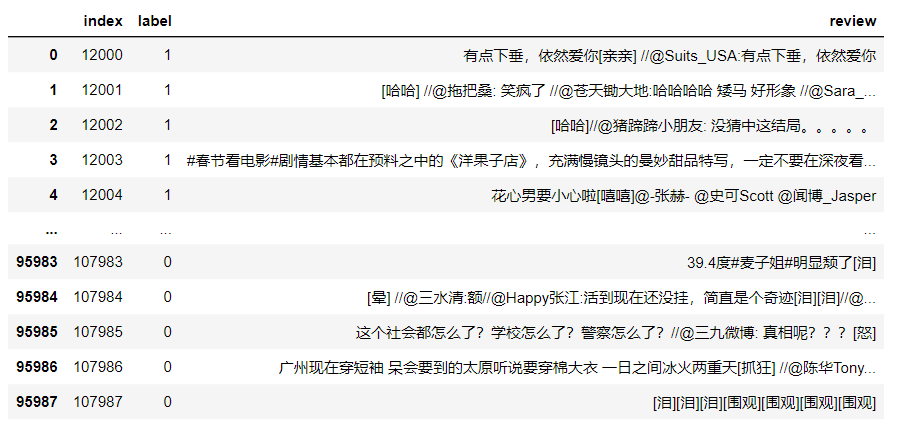 index label review
0 12000 1 有点下垂，依然爱你[亲亲] //@Suits_USA:有点下垂，依然爱你
1 12001 1 [哈哈] //@拖把桑: 笑疯了 //@苍天锄大地:哈哈哈哈 矮马 好形象 //@Sara_...
2 12002 1 [哈哈]//@猪蹄蹄小朋友: 没猜中这结局。。。。。
3 12003 1 #春节看电影#剧情基本都在预料之中的《洋果子店》，充满慢镜头的曼妙甜品特写，一定不要在深夜看...
4 12004 1 花心男要小心啦[嘻嘻]@-张赫- @史可Scott @闻博_Jasper
... ... ... ...
95983 107983 0 39.4度#麦子姐#明显颓了[泪]
95984 107984 0 [晕] //@三水清:额//@Happy张江:活到现在还没挂，简直是个奇迹[泪][泪]//@...
95985 107985 0 这个社会都怎么了？学校怎么了？警察怎么了？//@三九微博: 真相呢？？？[怒]
95986 107986 0 广州现在穿短袖 呆会要到的太原听说要穿棉大衣 一日之间冰火两重天[抓狂] //@陈华Tony...
95987 107987 0 [泪][泪][泪][围观][围观][围观][围观]